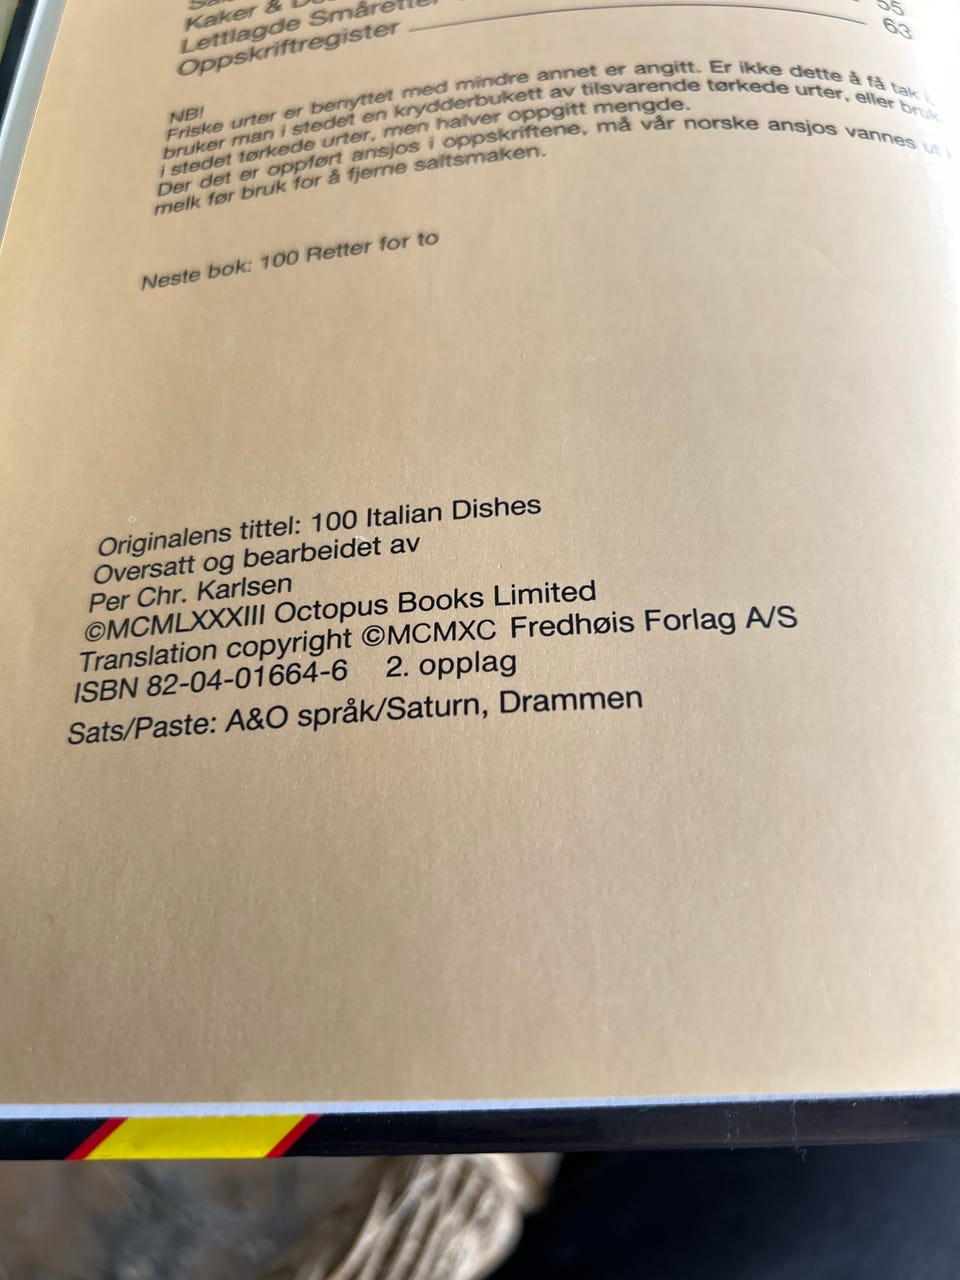 Kaker &
Lettlagde Småretter 55
Oppskriftregister 63
NB!
Friske urter er benyttet med mindre annet er angitt. Er ikke dette å få tak i,
bruker man i stedet en krydderbukett av tilsvarende tørkede urter, eller bruk
i stedet tørkede urter, men halver oppgitt mengde.
Der det er oppført ansjos i oppskriftene, må vår norske ansjos vannes ut i
melk før bruk for å fjerne saltsmaken.
Neste bok: 100 Retter for to
Originalens tittel: 100 Italian Dishes
Oversatt og bearbeidet av
Per Chr. Karlsen
©MCMLXXXIII Octopus Books Limited
Translation copyright ©MCMXC Fredhøis Forlag A/S
ISBN 82-04-01664-6 2. opplag
Sats/Paste: A&O språk/Saturn, Drammen